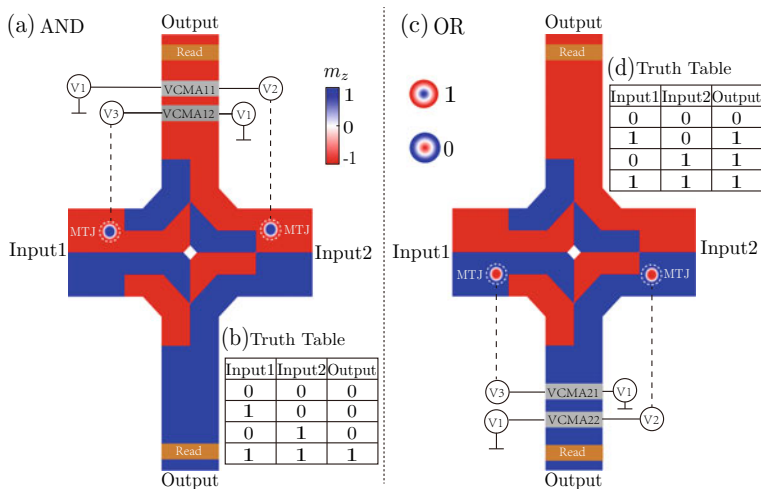 (a) AND
Output
Read
V1 VCMA11 V2
V3 VCMA12 V1
m_z
1
0
-1
MTJ MTJ
Input1 Input2
(b) Truth Table
Input1 Input2 Output
0 0 0
1 0 0
0 1 0
1 1 1
Read
Output
(c) OR
Output
Read
1
0
(d) Truth Table
Input1 Input2 Output
0 0 0
1 0 1
0 1 1
1 1 1
Input1 Input2
MTJ MTJ
V3 VCMA21 V1
V1 VCMA22 V2
Read
Output